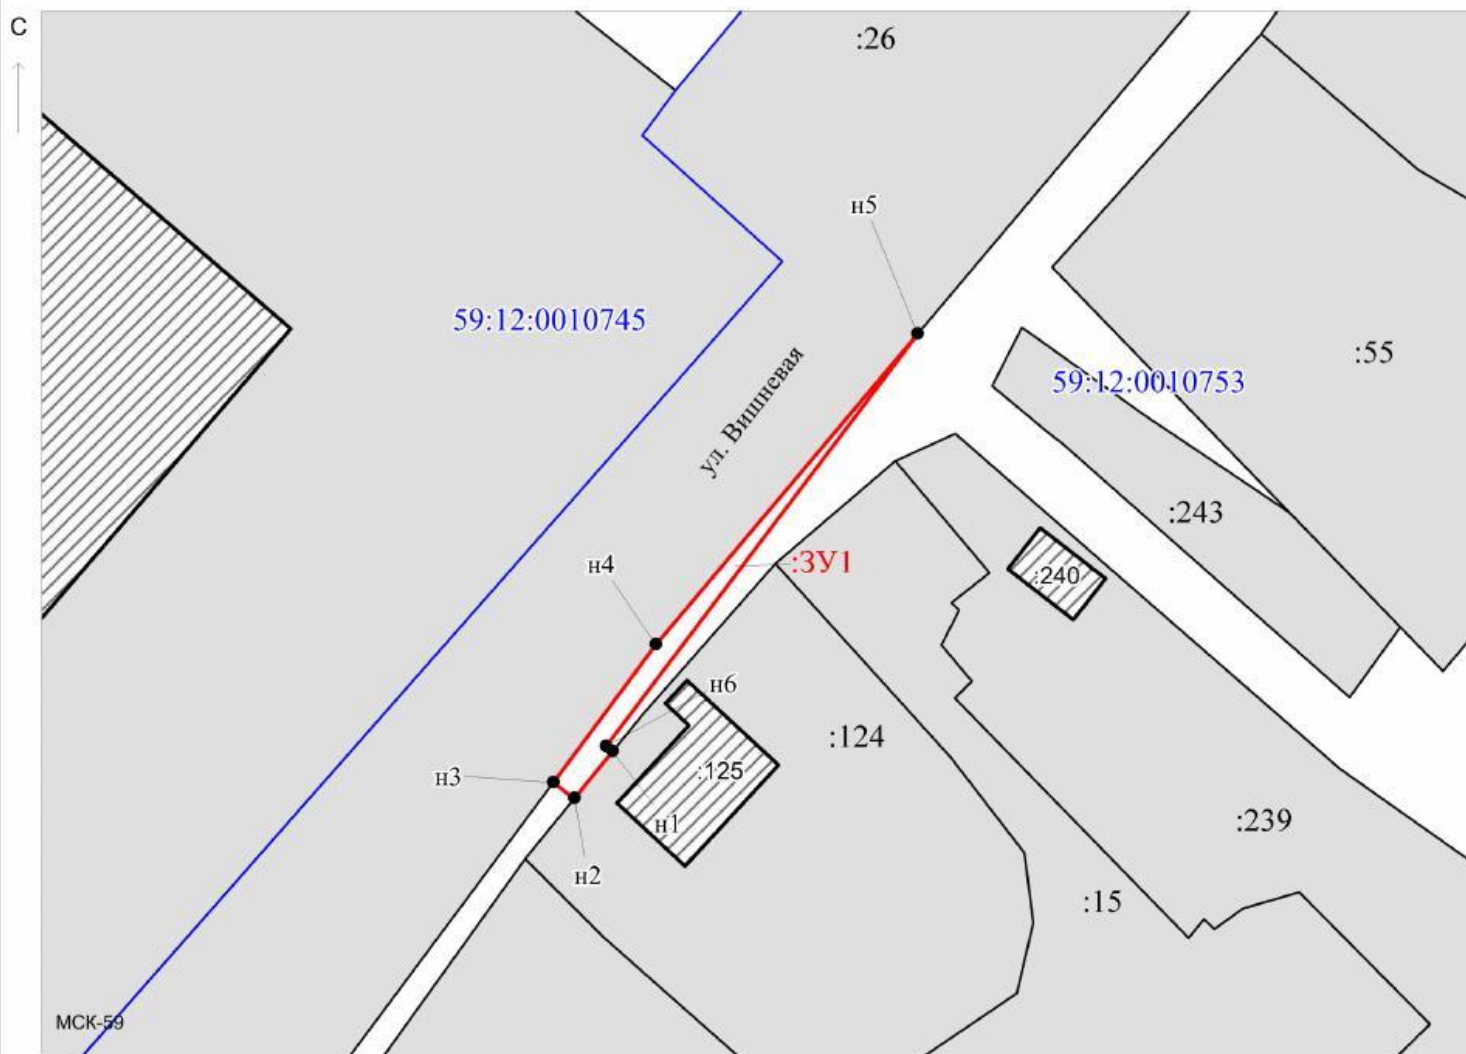 С
:26
н5
59:12:0010745
ул. Вишневая
:55
59:12:0010753
:243
:ЗУ1
н4
:240
н6
:124
н3
:125
н1
:239
н2
:15
МСК-59